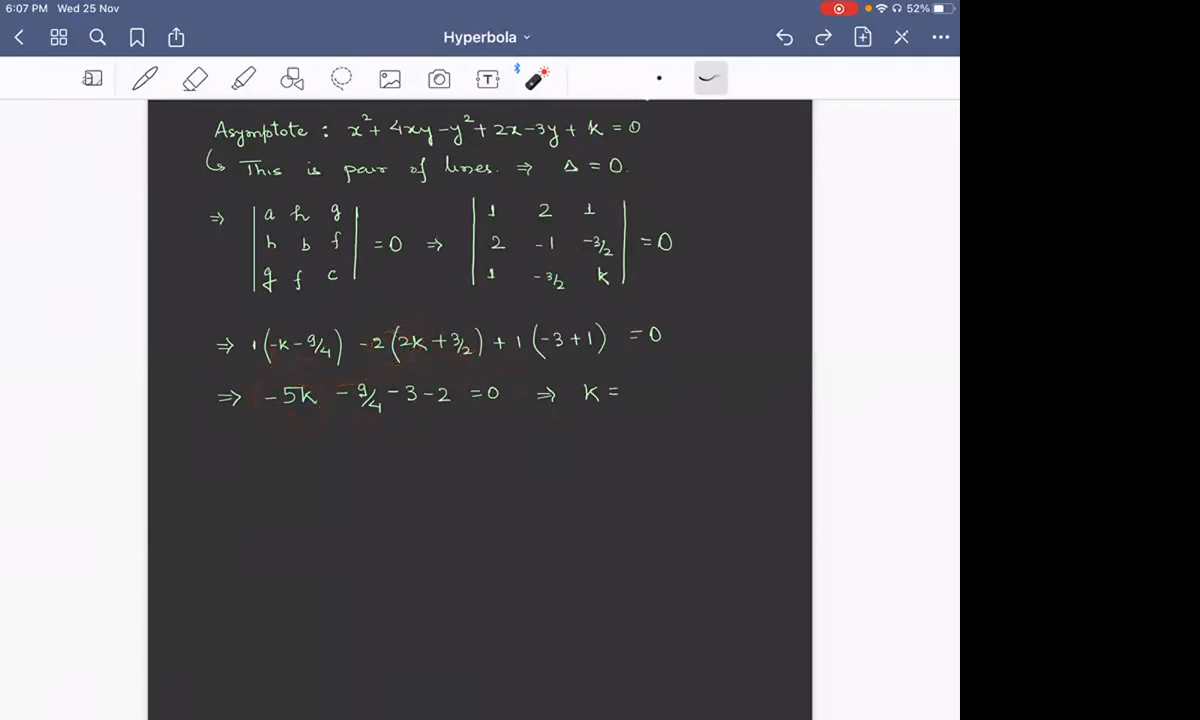 6:07 PM Wed 25 Nov 52%
Hyperbola
Asymptote : x² + 4xy - y² + 2x - 3y + k = 0
↳ This is pair of lines. ⇒ Δ = 0.
⇒ | a h g | | 1 2 1 |
| h b f | = 0 ⇒ | 2 -1 -3/2 | = 0
| g f c | | 1 -3/2 k |
⇒ 1(-k - 9/4) - 2(2k + 3/2) + 1(-3 + 1) = 0
⇒ -5k - 9/4 - 3 - 2 = 0 ⇒ k =